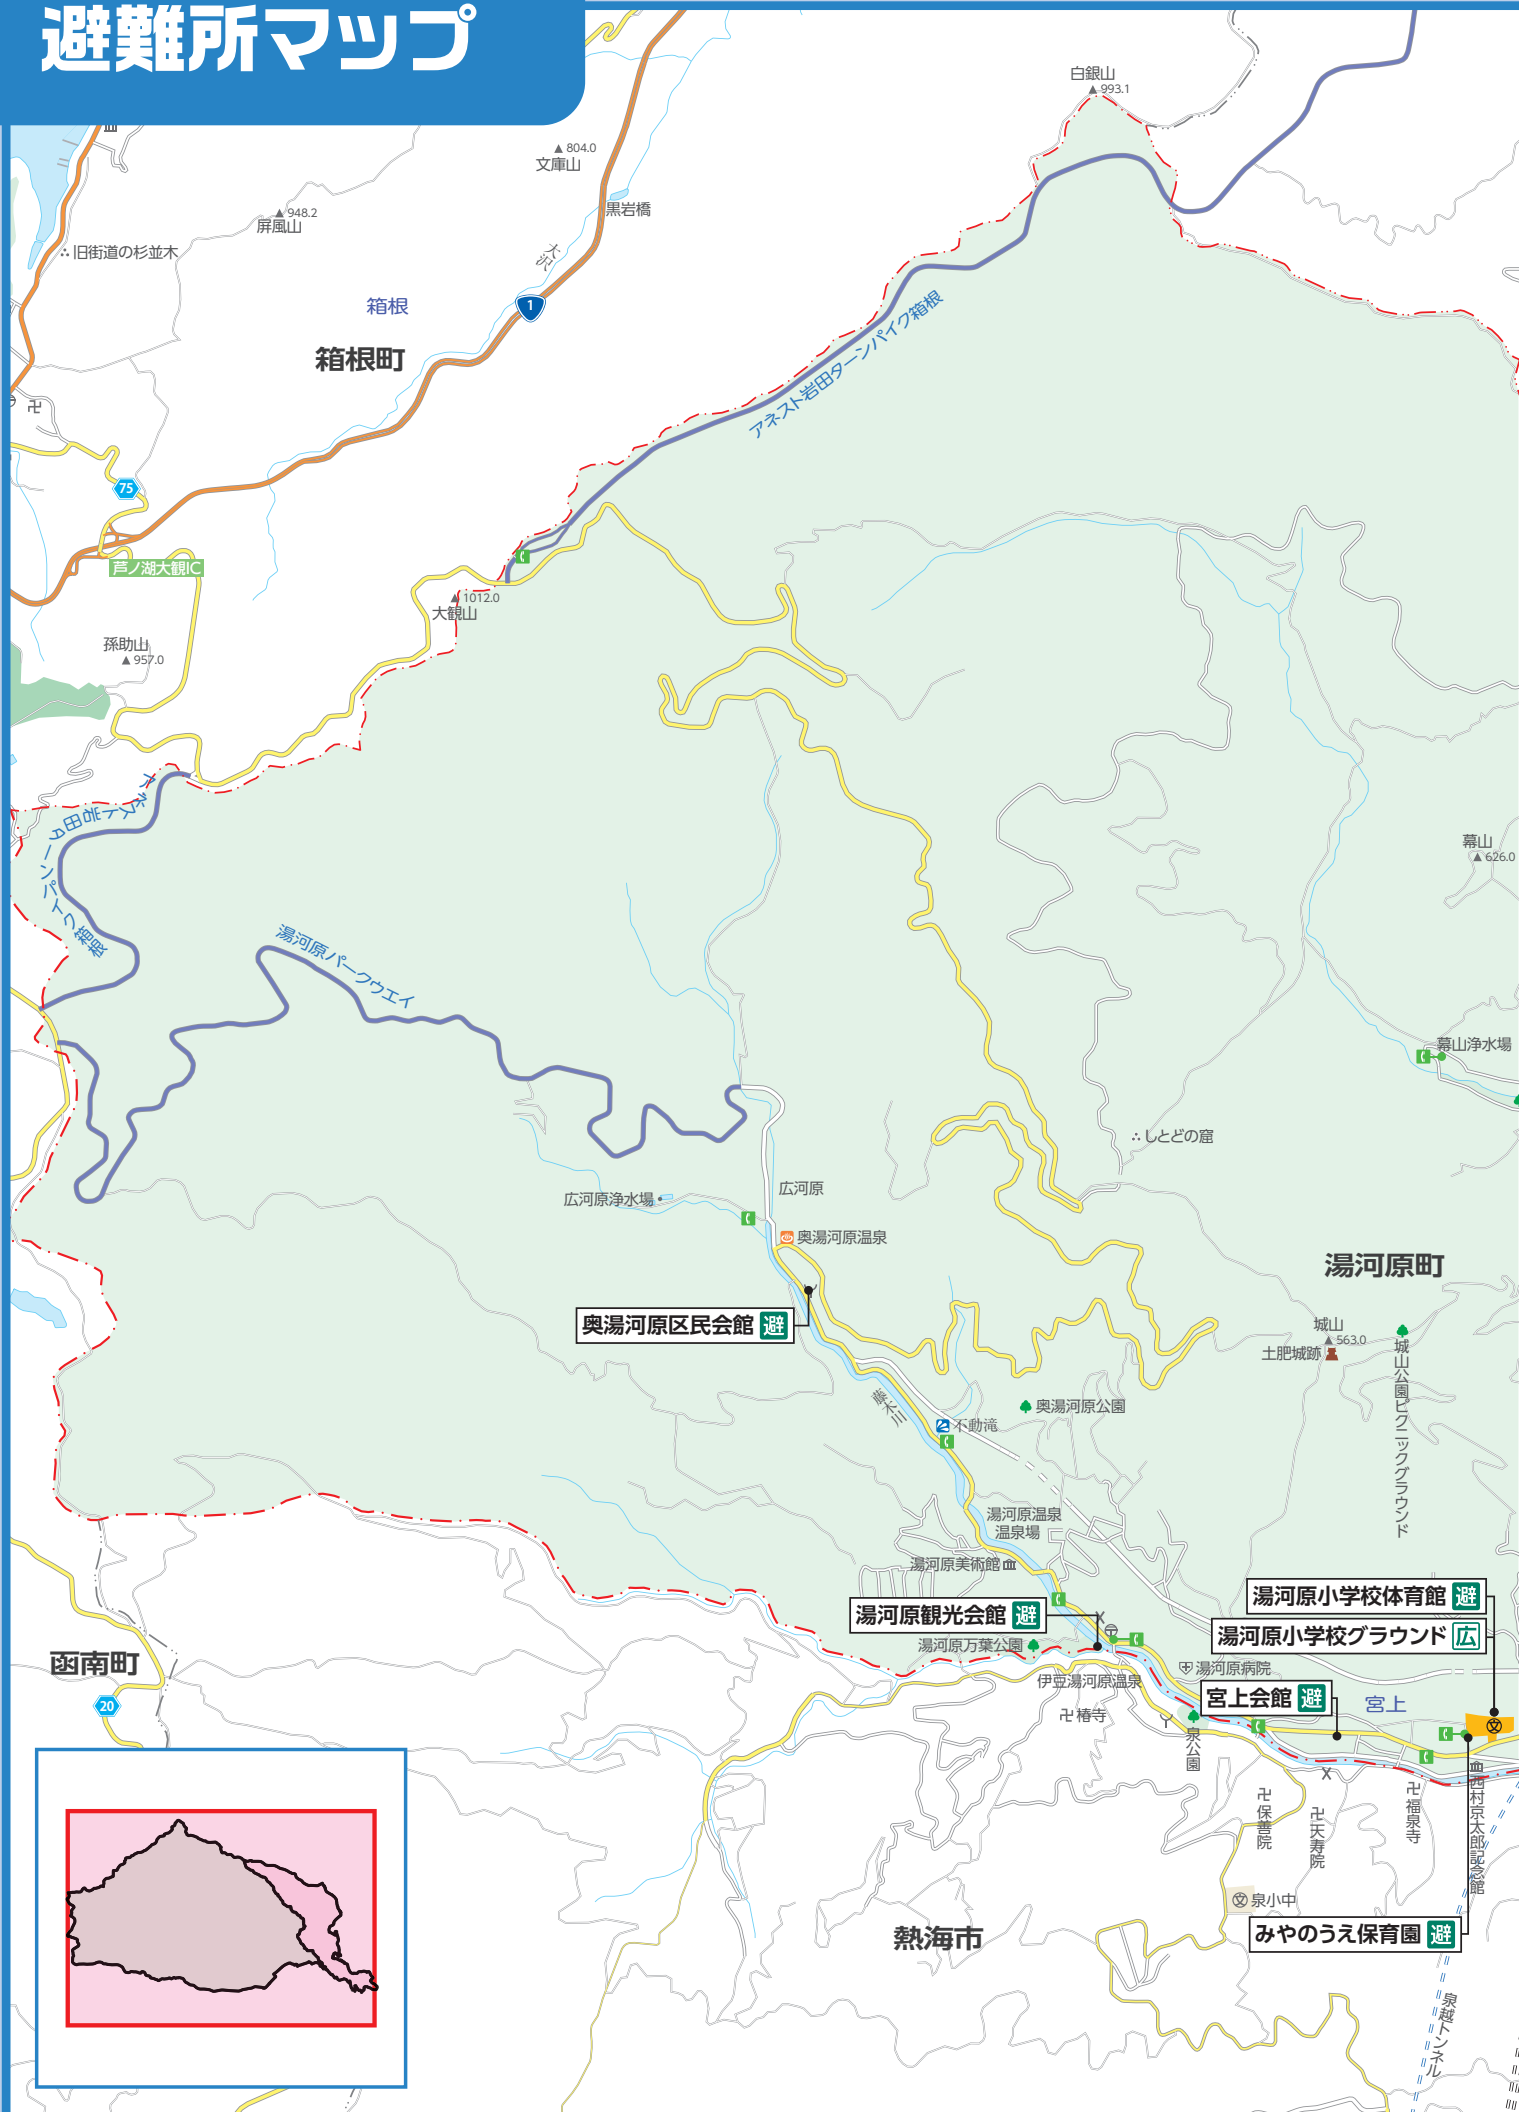 避難所マップ
白銀山
993.1
804.0
文庫山
黒岩橋
948.2
屏風山
旧街道の杉並木
大沢
箱根
1
箱根町
アネスト岩田ターンパイク箱根
卍
75
芦ノ湖大観IC
1012.0
大観山
孫助山
957.0
アネスト岩田ターンパイク箱根
幕山
626.0
湯河原パークウエイ
幕山浄水場
しとどの窟
広河原浄水場
広河原
奥湯河原温泉
湯河原町
奥湯河原区民会館 避
城山
563.0
土肥城跡
城山公園ピクニックグラウンド
藤木川
奥湯河原公園
不動滝
湯河原温泉
温泉場
湯河原美術館
湯河原小学校体育館 避
湯河原観光会館 避
湯河原小学校グラウンド 広
湯河原万葉公園
函南町
湯河原病院
伊豆湯河原温泉
宮上会館 避
宮上
20
卍椿寺
文
泉公園
西村京太郎記念館
卍保善院
卍天寿院
卍福泉寺
文 泉小中
みやのうえ保育園 避
熱海市
泉越トンネル